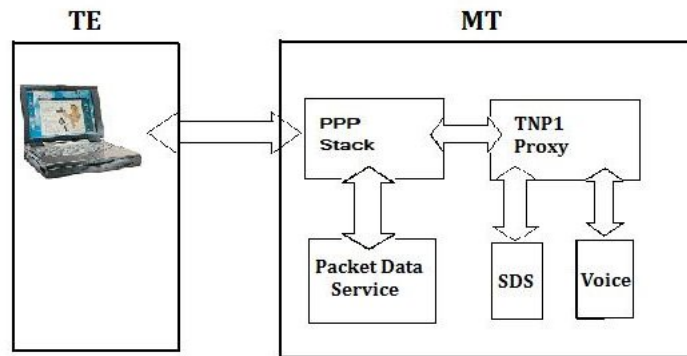 TE
MT
PPP
Stack
TNP1
Proxy
Packet Data
Service
SDS
Voice